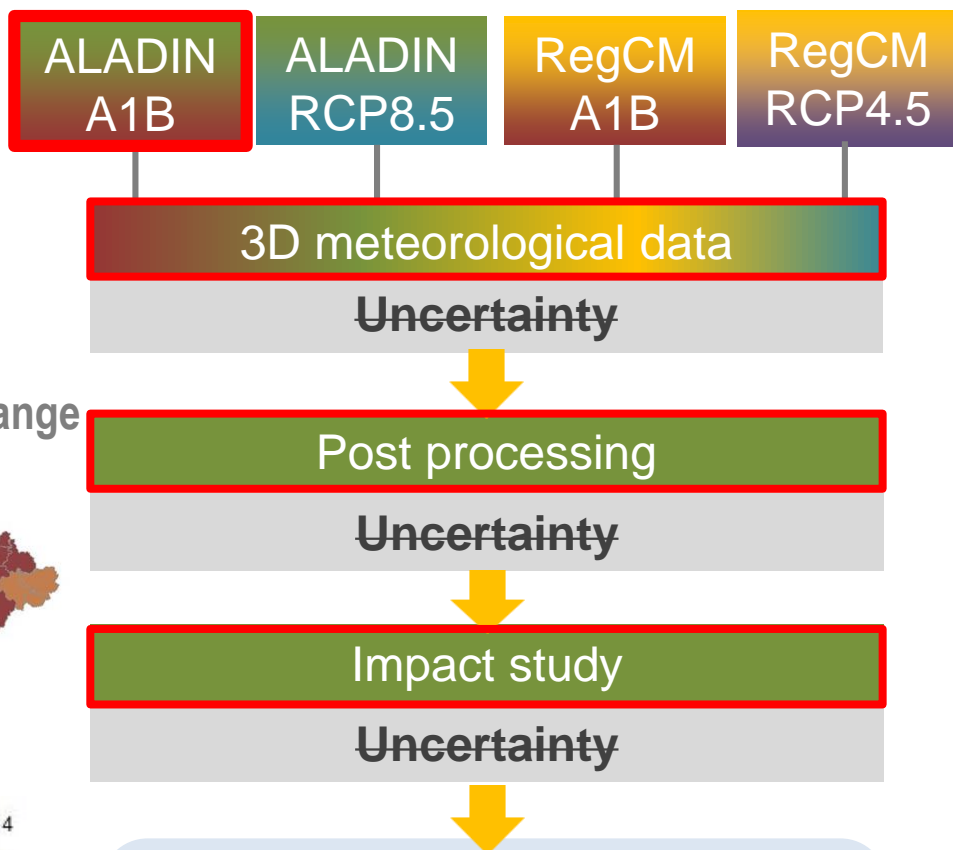 ALADIN
A1B
ALADIN
RCP8.5
RegCM
A1B
RegCM
RCP4.5
3D meteorological data
Uncertainty
ange
Post processing
Uncertainty
Impact study
Uncertainty
4